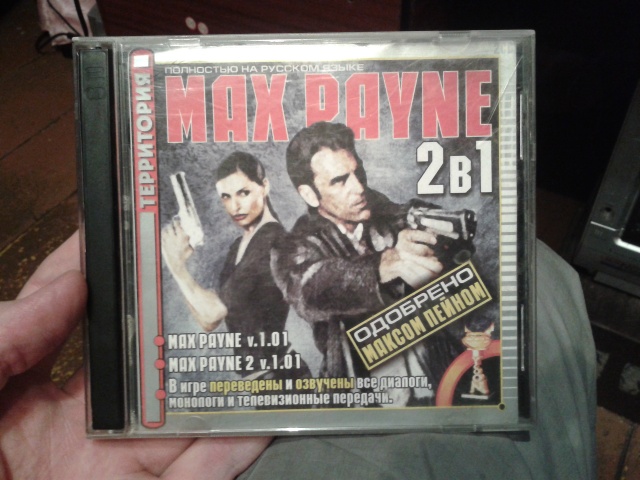 ПОЛНОСТЬЮ НА РУССКОМ ЯЗЫКЕ
ТЕРРИТОРИЯ
MAX PAYNE
2в1
ОДОБРЕНО
МАКСОМ ПЕЙНОМ
MAX PAYNE v.1.01
MAX PAYNE 2 v.1.01
В игре переведены и озвучены все диалоги,
монологи и телевизионные передачи.